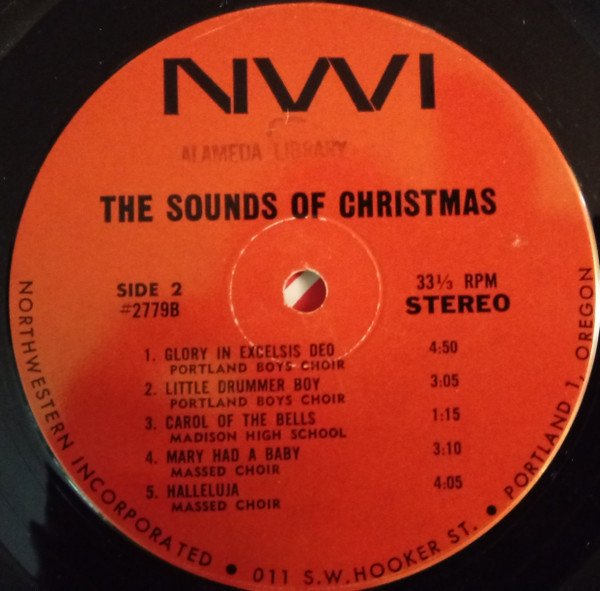 NWI
ALAMEDA LIBRARY
THE SOUNDS OF CHRISTMAS
SIDE 2
#2779B
33⅓ RPM
STEREO
1. GLORY IN EXCELSIS DEO 4:50
PORTLAND BOYS CHOIR
2. LITTLE DRUMMER BOY 3:05
PORTLAND BOYS CHOIR
3. CAROL OF THE BELLS 1:15
MADISON HIGH SCHOOL
4. MARY HAD A BABY 3:10
MASSED CHOIR
5. HALLELUJA 4:05
MASSED CHOIR
NORTHWESTERN INCORPORATED • 011 S.W. HOOKER ST. • PORTLAND 1, OREGON